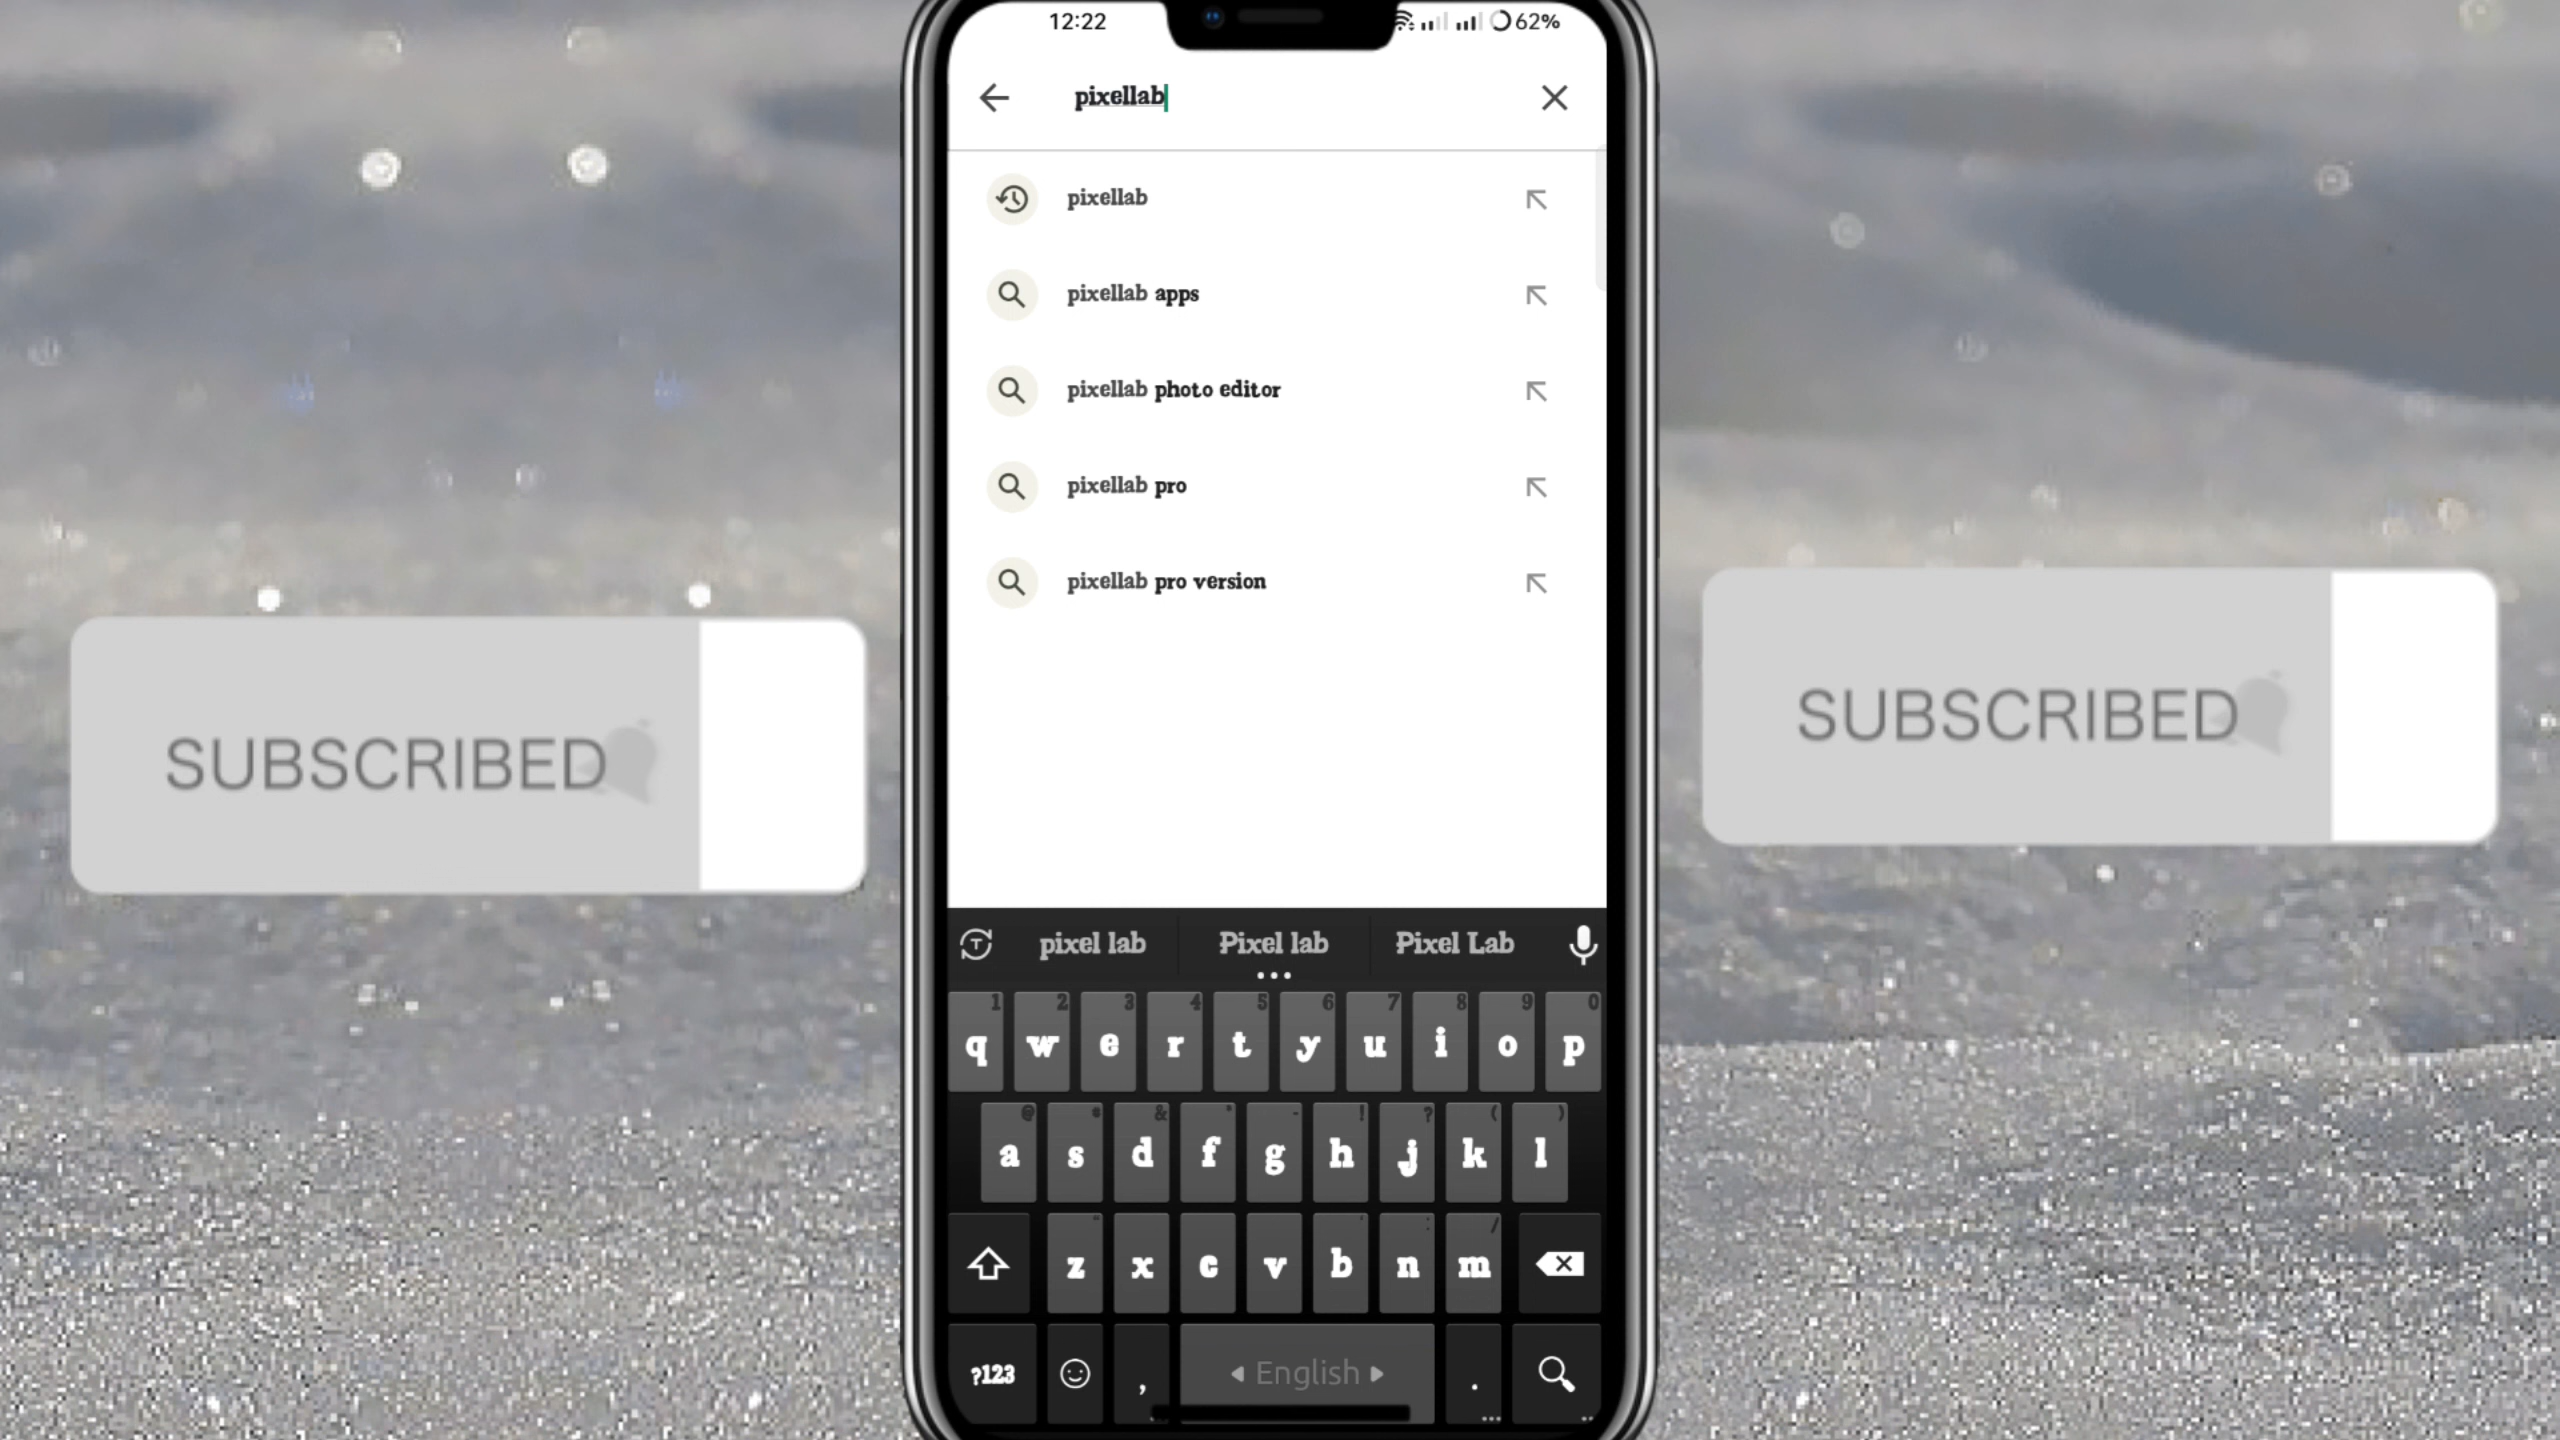 12:22
62%
pixellab
pixellab
pixellab apps
pixellab photo editor
pixellab pro
pixellab pro version
SUBSCRIBED
SUBSCRIBED
pixel lab Pixel lab Pixel Lab
1 2 3 4 5 6 7 8 9 0
q w e r t y u i o p
@ & - ! ? ( )
a s d f g h j k l
: /
z x c v b n m
?123 , English .